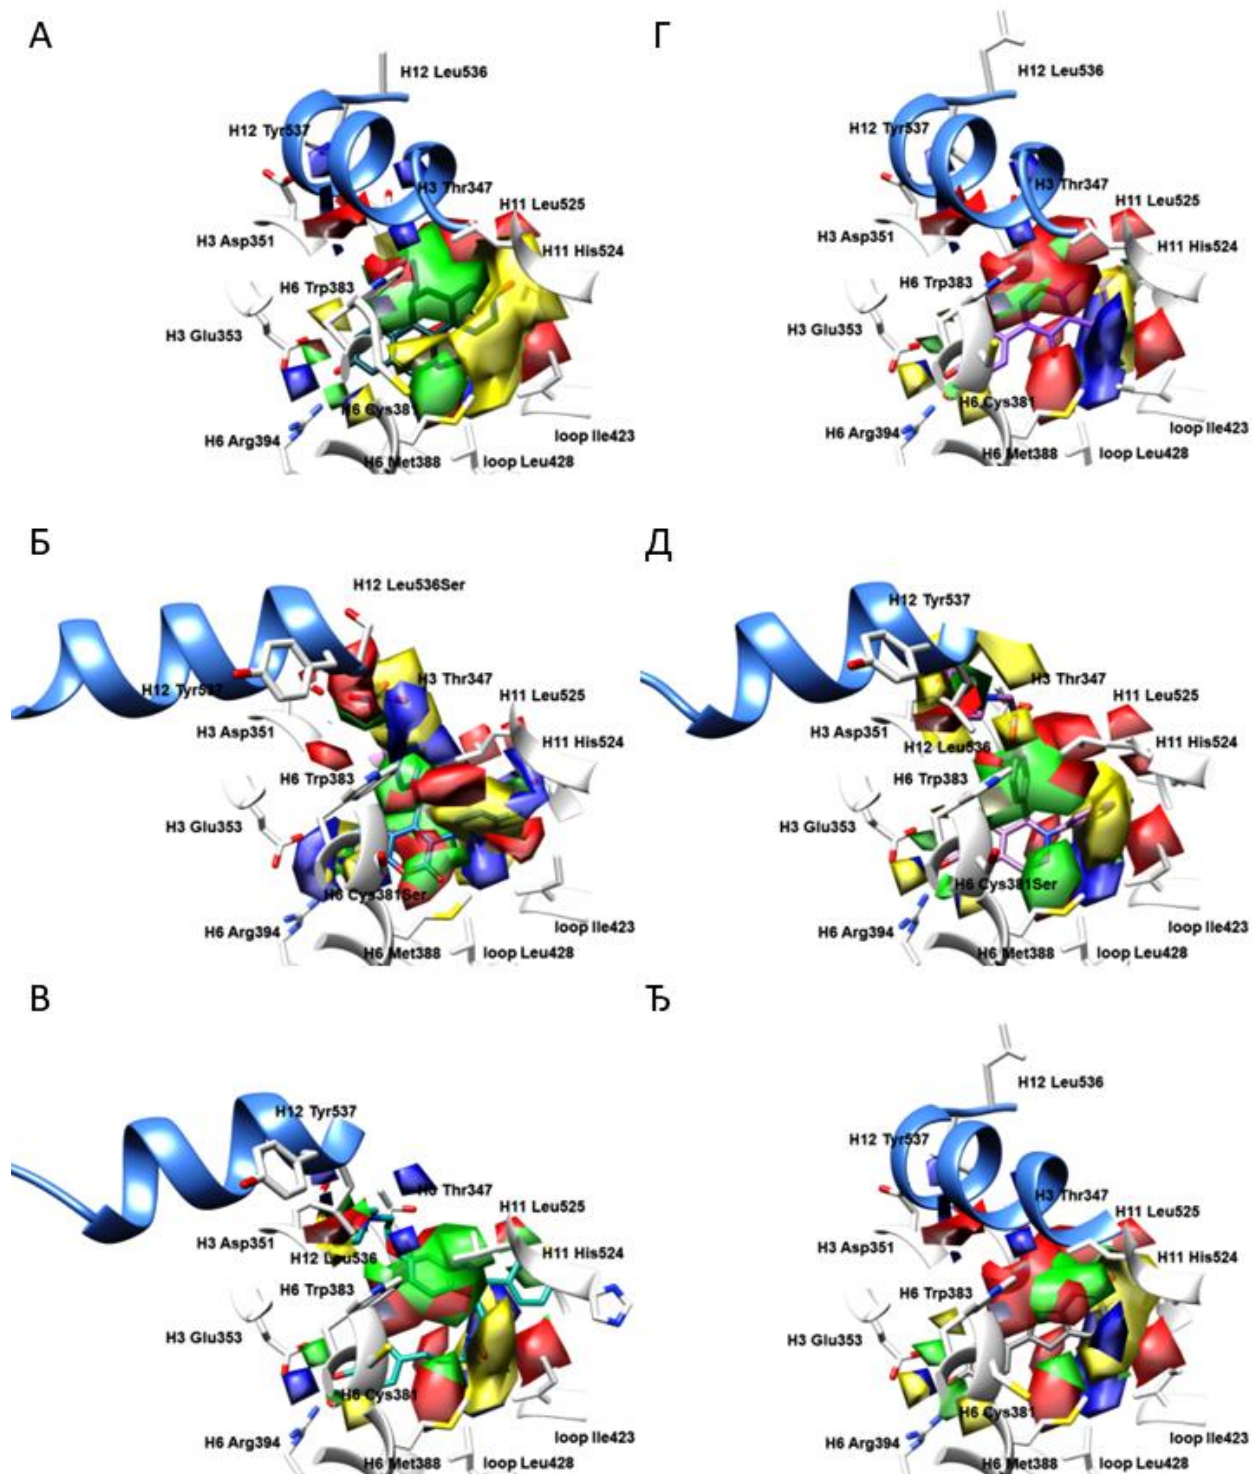 А
H12 Leu536
H12 Tyr537
H3 Thr347
H11 Leu525
H3 Asp351
H11 His524
H6 Trp383
H3 Glu353
H6 Cys381
H6 Arg394
loop Ile423
H6 Met388
loop Leu428
Г
H12 Leu536
H12 Tyr537
H3 Thr347
H11 Leu525
H3 Asp351
H11 His524
H6 Trp383
H3 Glu353
H6 Cys381
H6 Arg394
loop Ile423
H6 Met388
loop Leu428
Б
H12 Leu536Ser
H12 Tyr537
H3 Thr347
H11 Leu525
H3 Asp351
H11 His524
H6 Trp383
H3 Glu353
H6 Cys381Ser
H6 Arg394
loop Ile423
H6 Met388
loop Leu428
Д
H12 Tyr537
H3 Thr347
H11 Leu525
H3 Asp351
H12 Leu536
H11 His524
H6 Trp383
H3 Glu353
H6 Cys381Ser
H6 Arg394
loop Ile423
H6 Met388
loop Leu428
В
H12 Tyr537
H3 Thr347
H11 Leu525
H3 Asp351
H12 Leu536
H11 His524
H6 Trp383
H3 Glu353
H6 Cys381
H6 Arg394
loop Ile423
H6 Met388
loop Leu428
Ђ
H12 Leu536
H12 Tyr537
H3 Thr347
H11 Leu525
H3 Asp351
H11 His524
H6 Trp383
H3 Glu353
H6 Cys381
H6 Arg394
loop Ile423
H6 Met388
loop Leu428